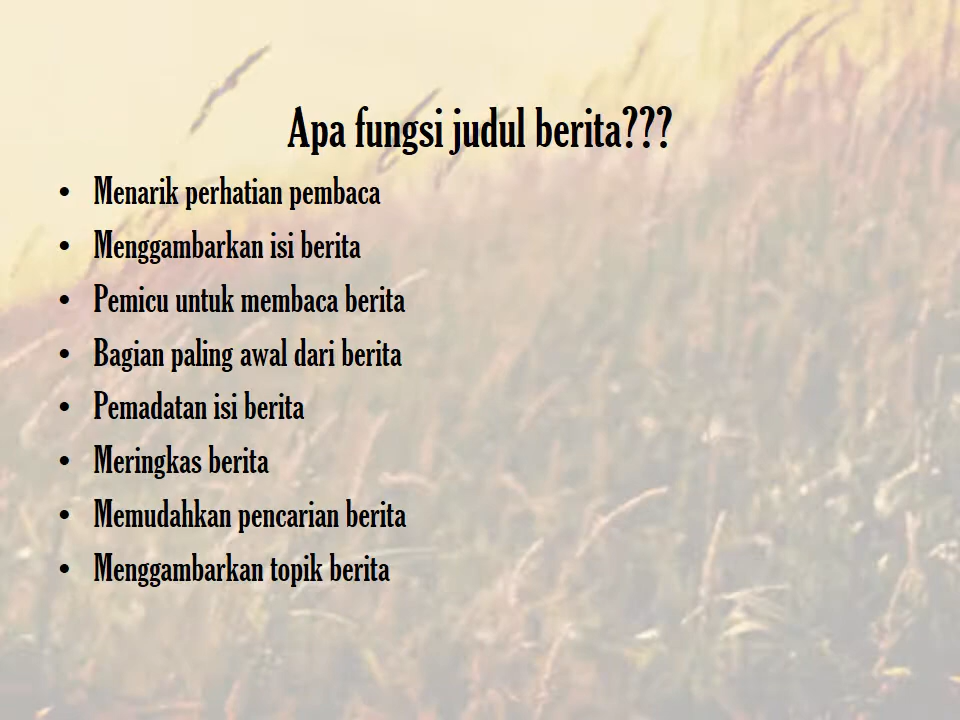 Apa fungsi judul berita???
• Menarik perhatian pembaca
• Menggambarkan isi berita
• Pemicu untuk membaca berita
• Bagian paling awal dari berita
• Pemadatan isi berita
• Meringkas berita
• Memudahkan pencarian berita
• Menggambarkan topik berita